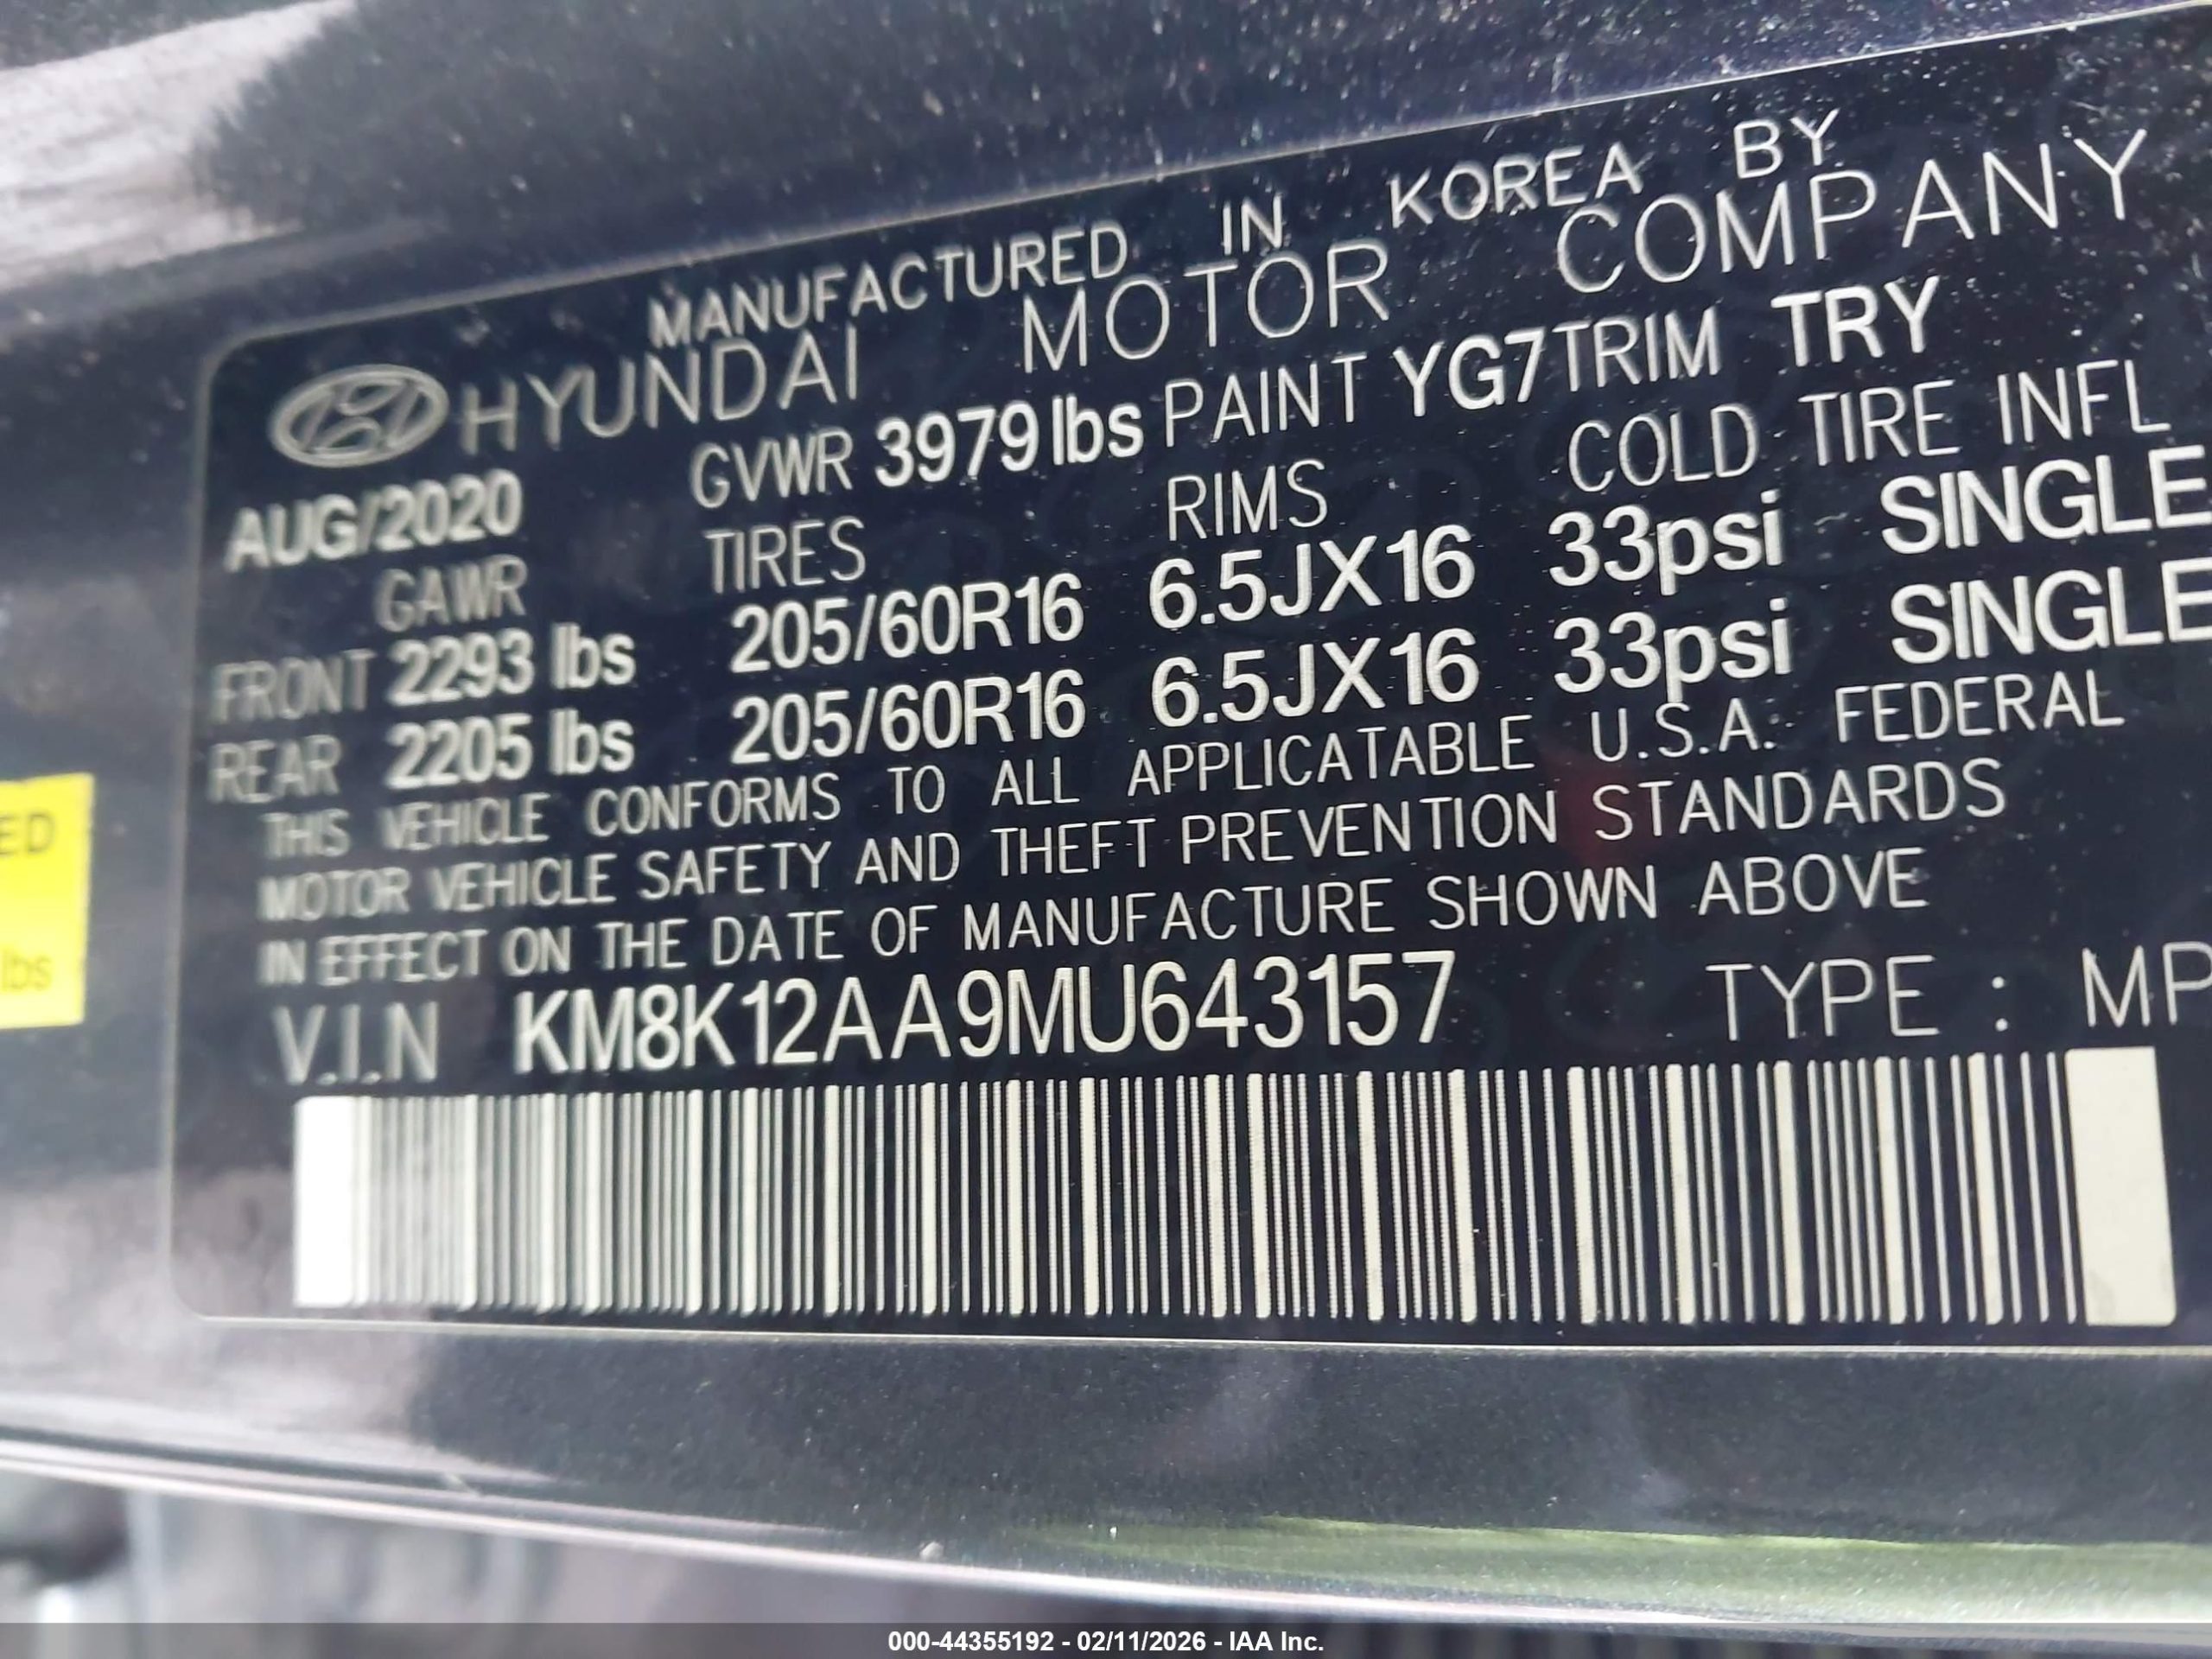 MANUFACTURED IN KOREA BY
HYUNDAI MOTOR COMPANY
AUG/2020 GVWR 3979 lbs PAINT YG7 TRIM TRY
GAWR TIRES RIMS COLD TIRE INFL
FRONT 2293 lbs 205/60R16 6.5JX16 33psi SINGLE
REAR 2205 lbs 205/60R16 6.5JX16 33psi SINGLE
THIS VEHICLE CONFORMS TO ALL APPLICATABLE U.S.A. FEDERAL
MOTOR VEHICLE SAFETY AND THEFT PREVENTION STANDARDS
IN EFFECT ON THE DATE OF MANUFACTURE SHOWN ABOVE
V.I.N KM8K12AA9MU643157 TYPE : MP
ED
lbs
000-44355192 - 02/11/2026 - IAA Inc.